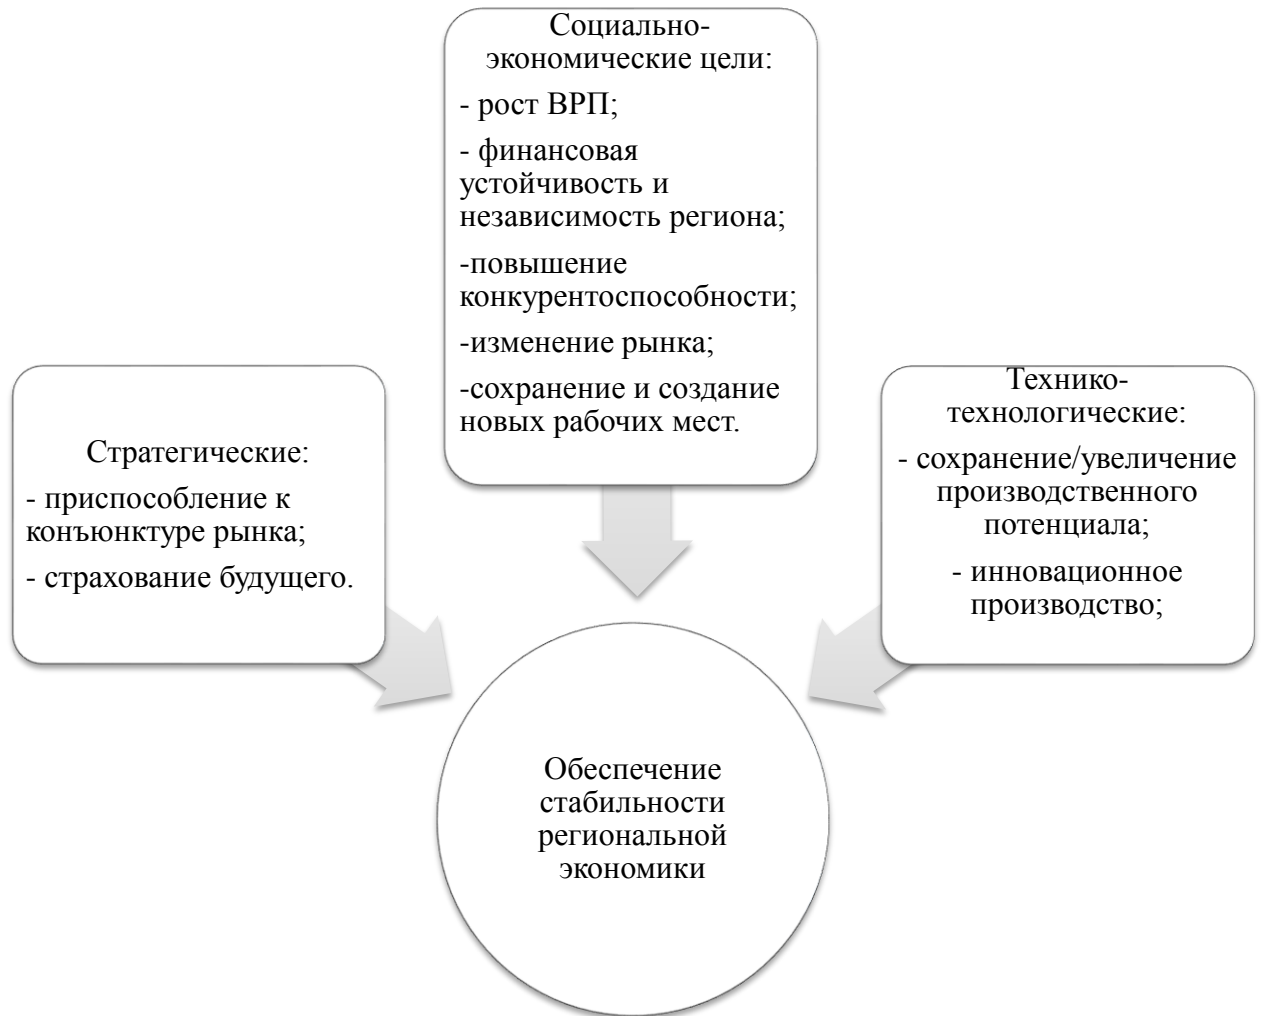 Социально-
экономические цели:
- рост ВРП;
- финансовая
устойчивость и
независимость региона;
-повышение
конкурентоспособности;
-изменение рынка;
-сохранение и создание
новых рабочих мест.
Стратегические:
- приспособление к
конъюнктуре рынка;
- страхование будущего.
Технико-
технологические:
- сохранение/увеличение
производственного
потенциала;
- инновационное
производство;
Обеспечение
стабильности
региональной
экономики